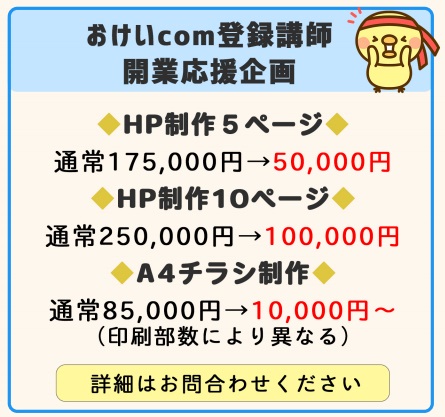 おけいcom登録講師
開業応援企画
◆HP制作５ページ◆
通常175,000円→50,000円
◆HP制作10ページ◆
通常250,000円→100,000円
◆A4チラシ制作◆
通常85,000円→10,000円～
（印刷部数により異なる）
詳細はお問合わせください